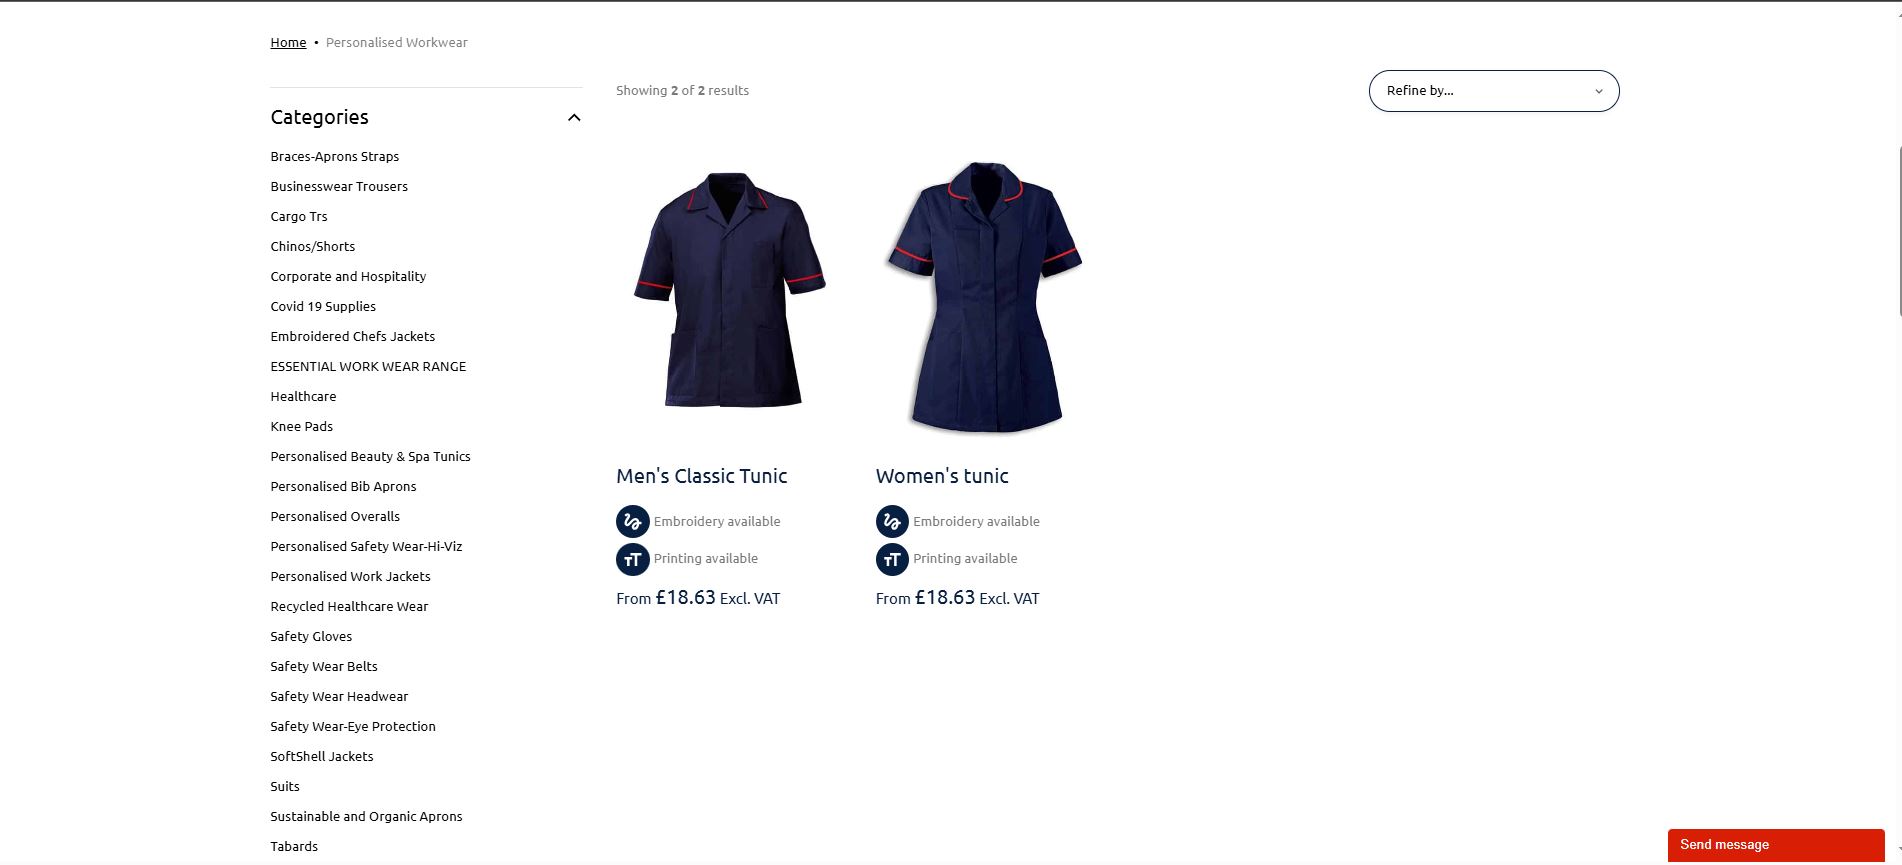 Home • Personalised Workwear
Showing 2 of 2 results
Refine by...
Categories
Braces-Aprons Straps
Businesswear Trousers
Cargo Trs
Chinos/Shorts
Corporate and Hospitality
Covid 19 Supplies
Embroidered Chefs Jackets
ESSENTIAL WORK WEAR RANGE
Healthcare
Knee Pads
Personalised Beauty & Spa Tunics
Personalised Bib Aprons
Personalised Overalls
Personalised Safety Wear-Hi-Viz
Personalised Work Jackets
Recycled Healthcare Wear
Safety Gloves
Safety Wear Belts
Safety Wear Headwear
Safety Wear-Eye Protection
SoftShell Jackets
Suits
Sustainable and Organic Aprons
Tabards
Men's Classic Tunic
Embroidery available
TT Printing available
From £18.63 Excl. VAT
Women's tunic
Embroidery available
TT Printing available
From £18.63 Excl. VAT
Send message